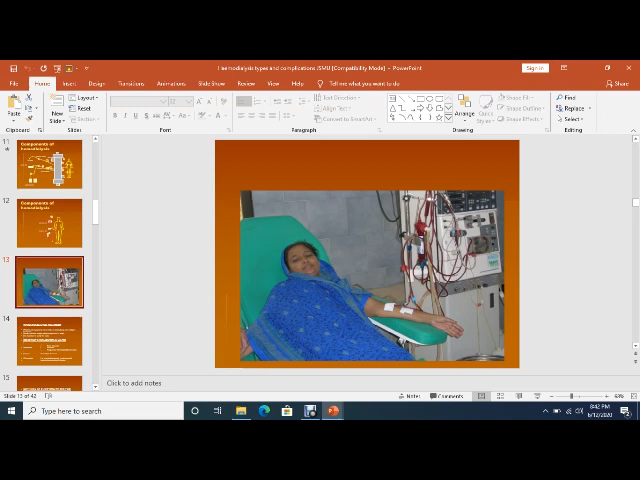 Haemodialysis types and complications JSMU [Compatibility Mode] - PowerPoint
Sign in
File
Home
Insert
Design
Transitions
Animations
Slide Show
Review
View
Help
Tell me what you want to do
Share
Paste
New
Slide
Layout
Reset
Section
Text Direction
Align Text
Convert to SmartArt
Arrange
Quick
Styles
Shape Fill
Shape Outline
Shape Effects
Find
Replace
Select
Clipboard
Slides
Font
Paragraph
Drawing
Editing
11
Components of
hemodialysis
12
Components of
hemodialysis
13
14
15
Click to add notes
Slide 13 of 42
Notes
Comments
63%
Type here to search
8:42 PM
6/12/2020